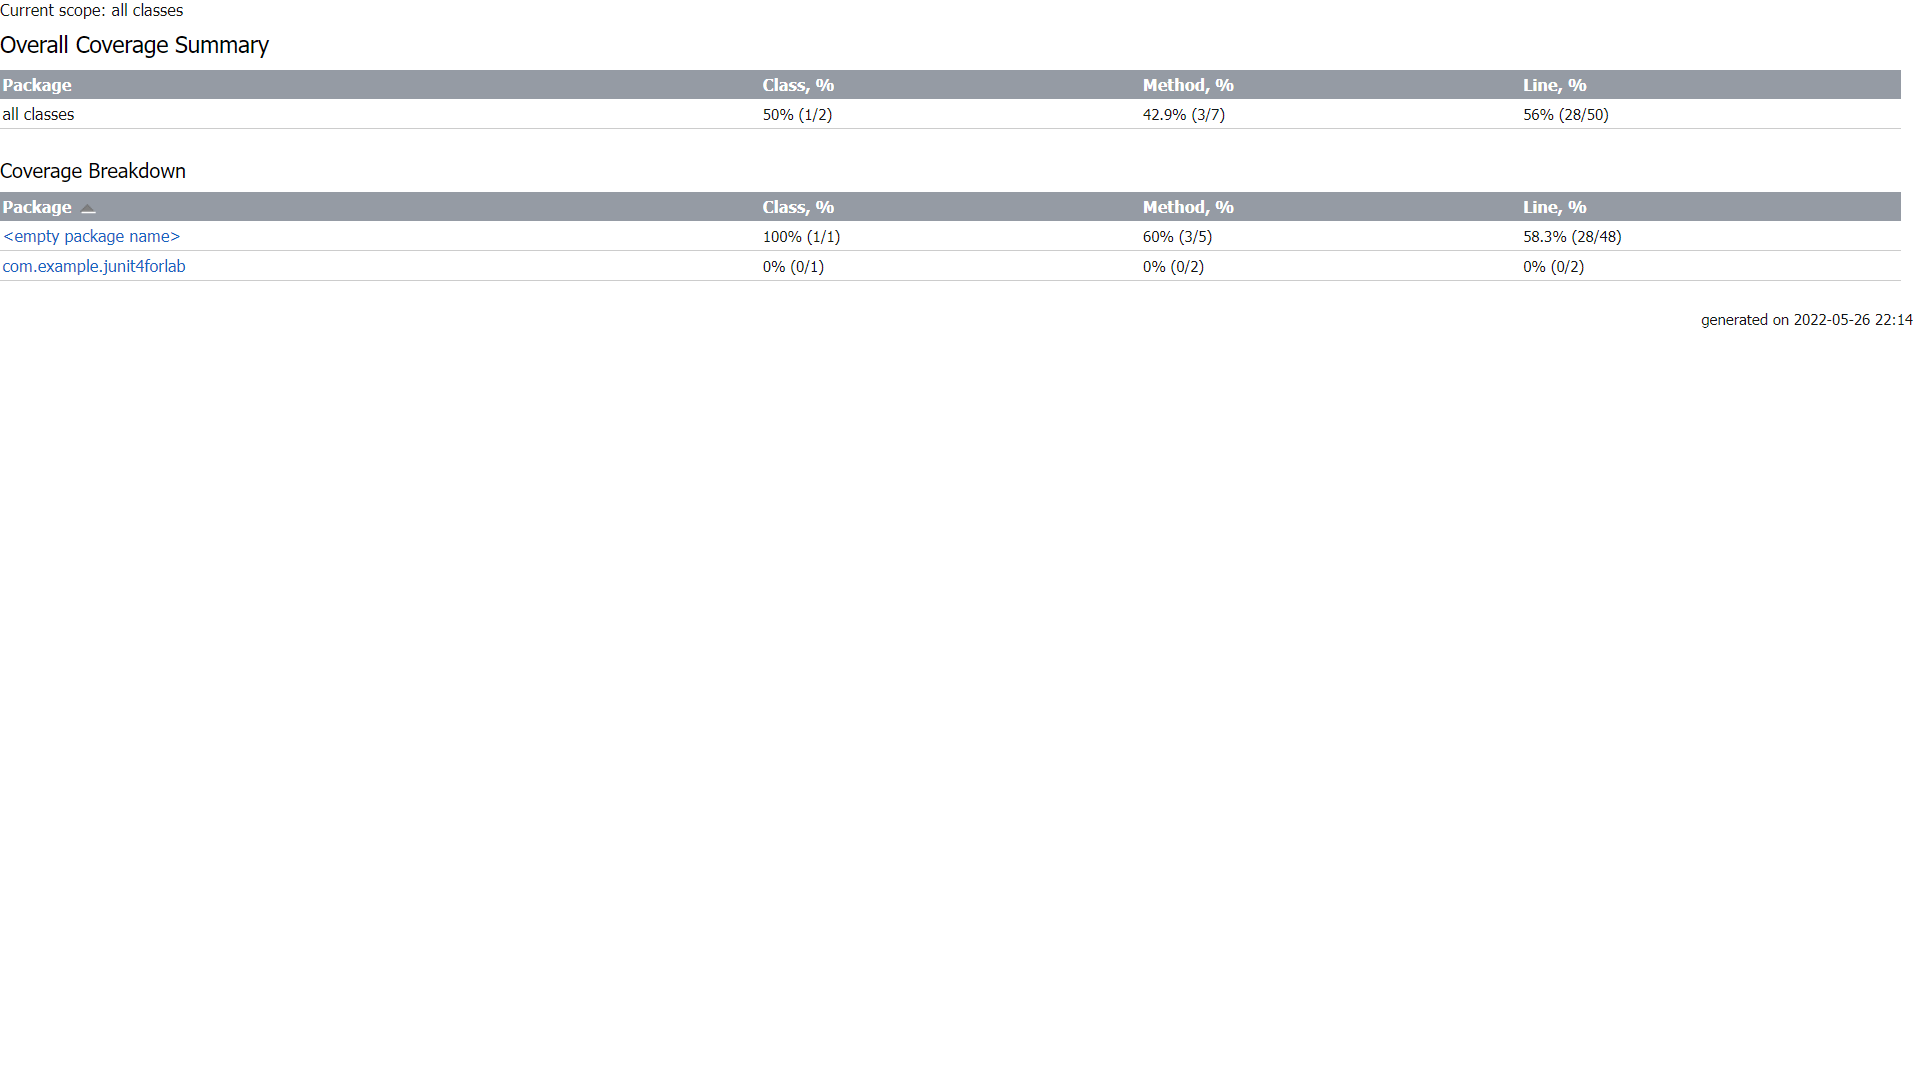 Current scope: all classes
Overall Coverage Summary
Package Class, % Method, % Line, %
all classes 50% (1/2) 42.9% (3/7) 56% (28/50)
Coverage Breakdown
Package Class, % Method, % Line, %
<empty package name> 100% (1/1) 60% (3/5) 58.3% (28/48)
com.example.junit4forlab 0% (0/1) 0% (0/2) 0% (0/2)
generated on 2022-05-26 22:14